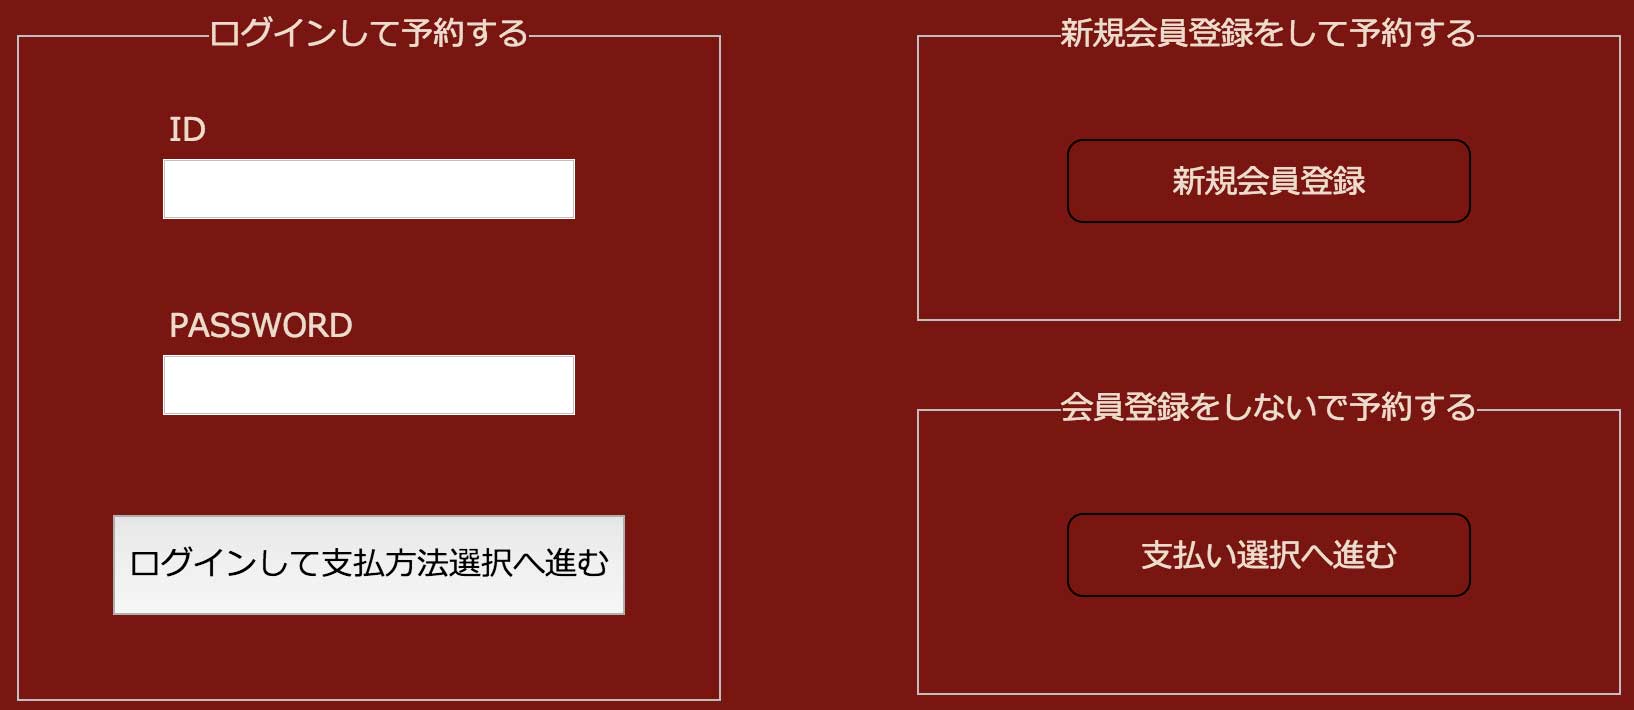 ログインして予約する
ID
PASSWORD
ログインして支払方法選択へ進む
新規会員登録をして予約する
新規会員登録
会員登録をしないで予約する
支払い選択へ進む